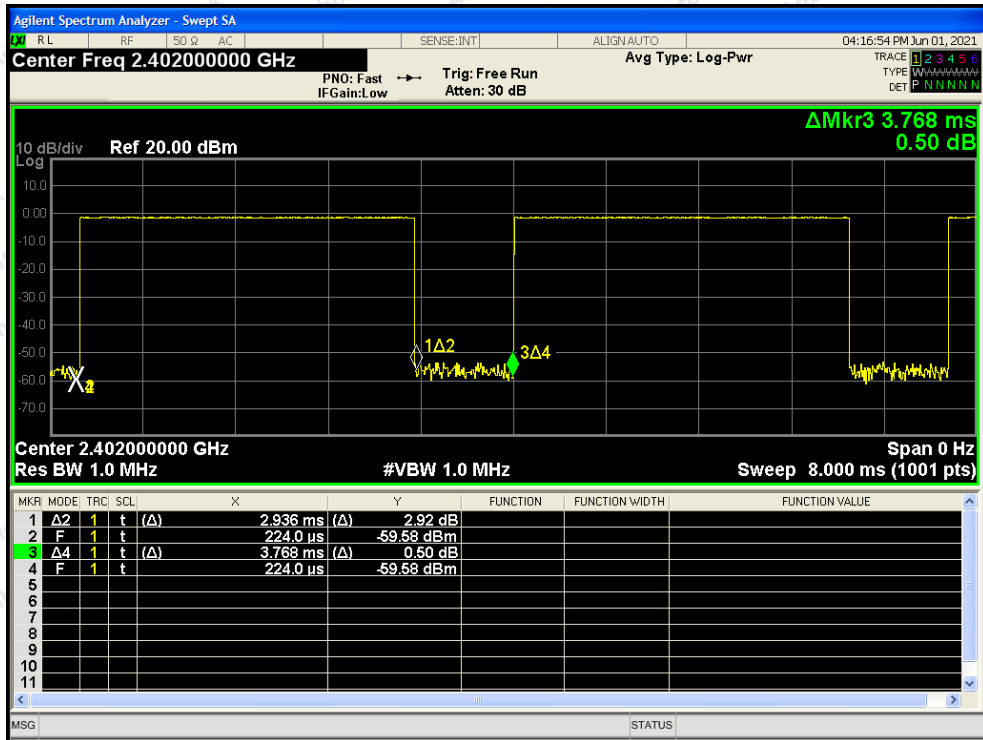 Agilent Spectrum Analyzer - Swept SA
LXI RL RF 50 Ω AC SENSE:INT ALIGN AUTO 04:16:54 PM Jun 01, 2021
Center Freq 2.402000000 GHz Avg Type: Log-Pwr TRACE 1 2 3 4 5 6
PNO: Fast Trig: Free Run TYPE WWWWWW
IFGain:Low Atten: 30 dB DET P N N N N N
ΔMkr3 3.768 ms
0.50 dB
10 dB/div Ref 20.00 dBm
Log
10.0
0.00
-10.0
-20.0
-30.0
-40.0
-50.0
-60.0
-70.0
1Δ2
3Δ4
Center 2.402000000 GHz Span 0 Hz
Res BW 1.0 MHz #VBW 1.0 MHz Sweep 8.000 ms (1001 pts)
MKR MODE TRC SCL X Y FUNCTION FUNCTION WIDTH FUNCTION VALUE
1 Δ2 1 t (Δ) 2.936 ms (Δ) 2.92 dB
2 F 1 t 224.0 µs -59.58 dBm
3 Δ4 1 t (Δ) 3.768 ms (Δ) 0.50 dB
4 F 1 t 224.0 µs -59.58 dBm
5
6
7
8
9
10
11
MSG STATUS